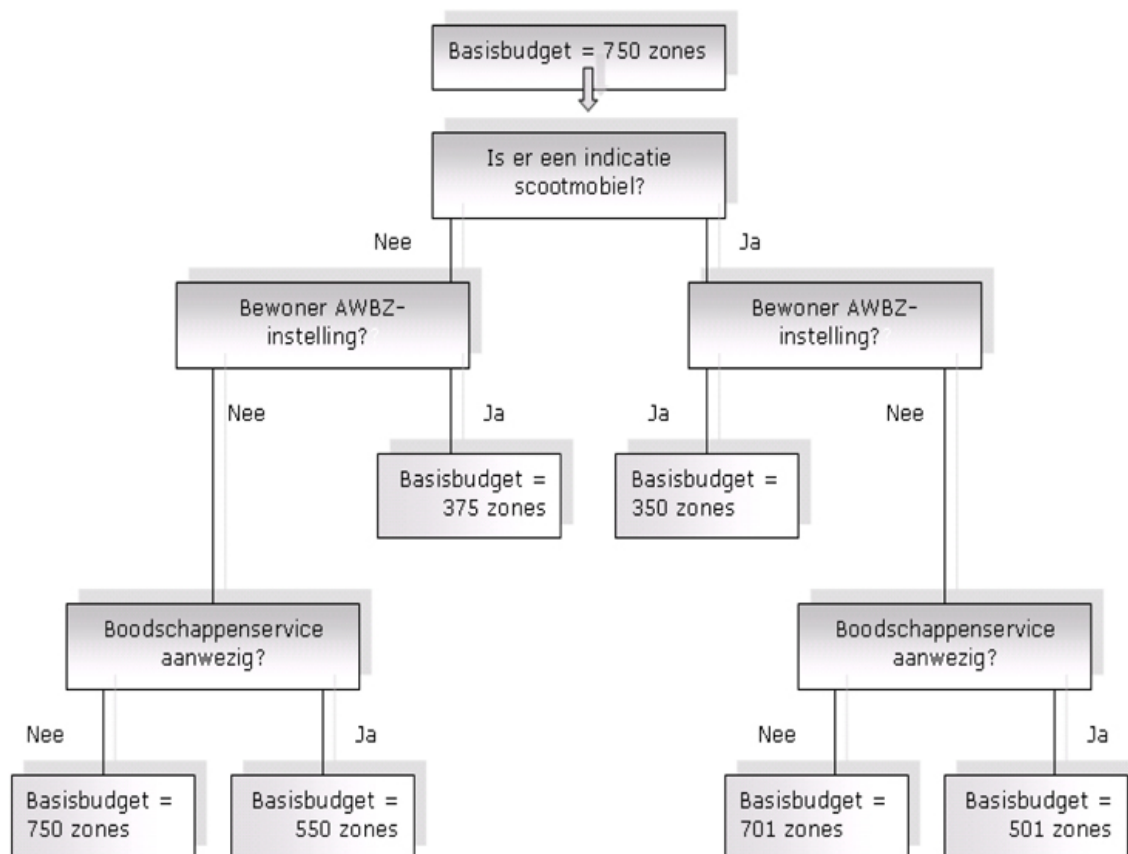 Basisbudget = 750 zones
Is er een indicatie
scootmobiel?
Nee
Ja
Bewoner AWBZ-
instelling?
Bewoner AWBZ-
instelling?
Nee
Ja
Ja
Nee
Basisbudget =
375 zones
Basisbudget =
350 zones
Boodschappenservice
aanwezig?
Boodschappenservice
aanwezig?
Nee
Ja
Nee
Ja
Basisbudget =
750 zones
Basisbudget =
550 zones
Basisbudget =
701 zones
Basisbudget =
501 zones